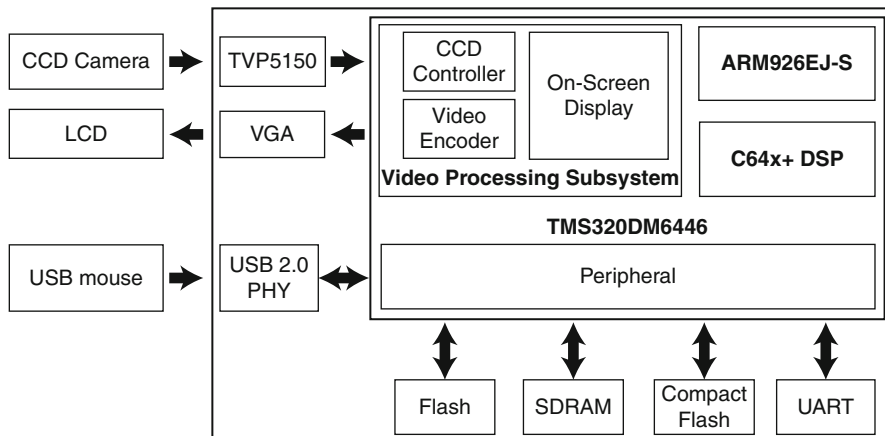 CCD Camera
TVP5150
CCD
Controller
On-Screen
Display
ARM926EJ-S
LCD
VGA
Video
Encoder
C64x+ DSP
Video Processing Subsystem
TMS320DM6446
USB mouse
USB 2.0
PHY
Peripheral
Flash
SDRAM
Compact
Flash
UART